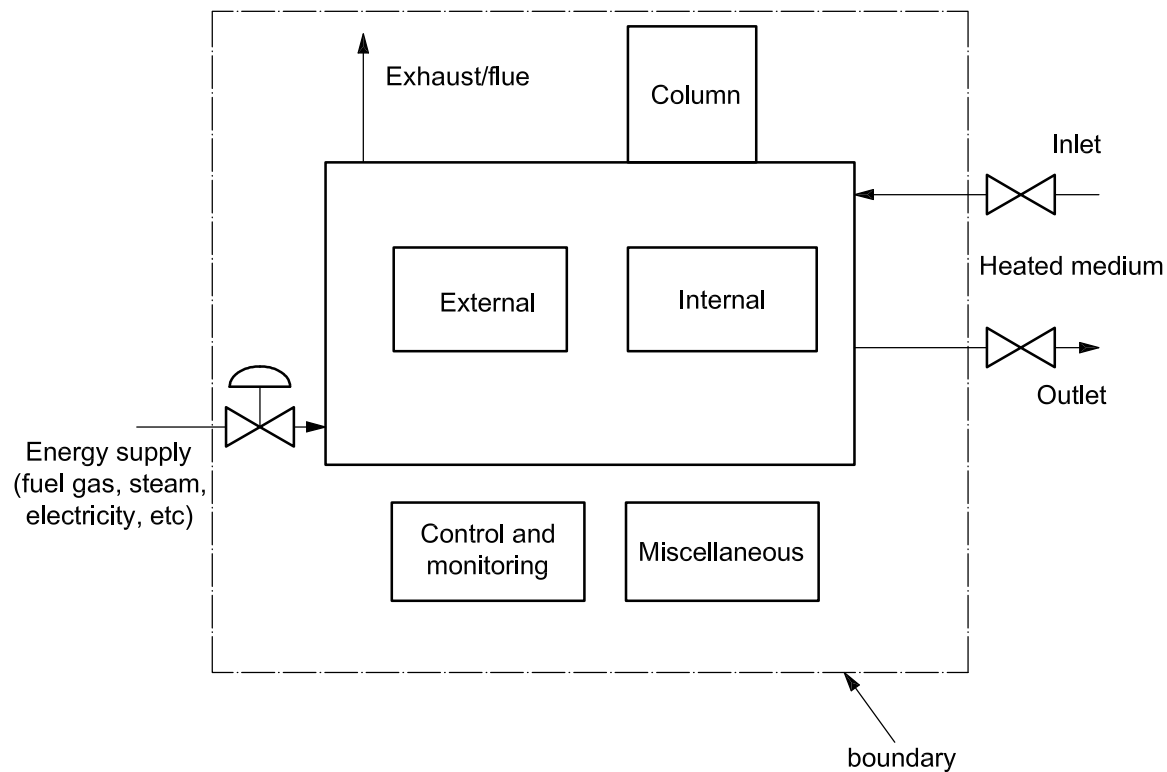 Exhaust/flue
Column
Inlet
External
Internal
Heated medium
Outlet
Energy supply
(fuel gas, steam,
electricity, etc)
Control and
monitoring
Miscellaneous
boundary